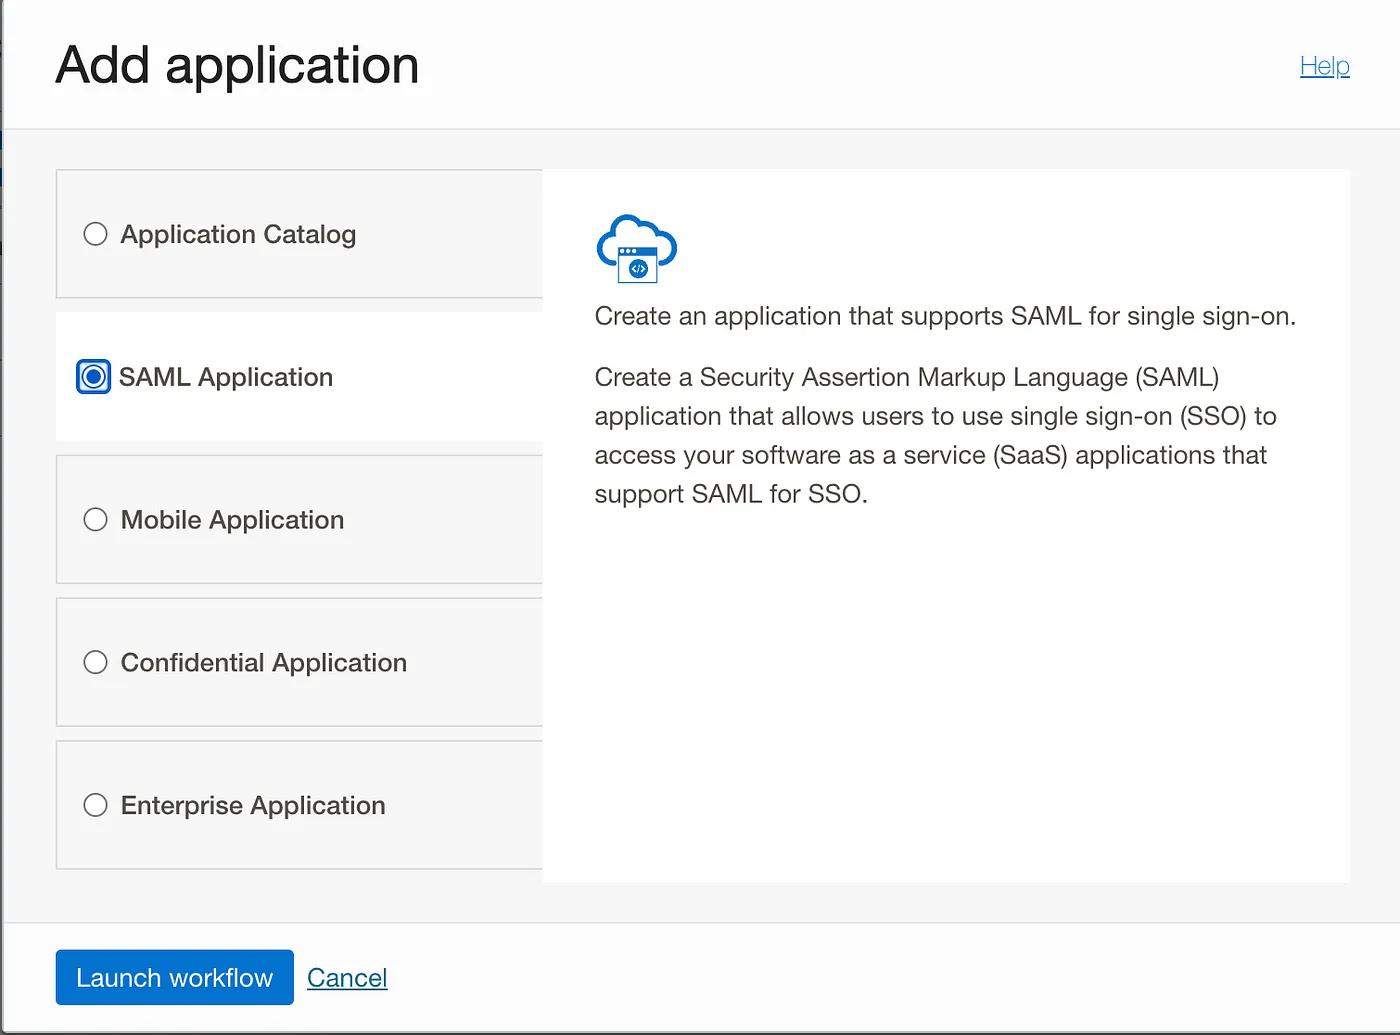 Add application
Help
Application Catalog
SAML Application
Mobile Application
Confidential Application
Enterprise Application
</>
Create an application that supports SAML for single sign-on.
Create a Security Assertion Markup Language (SAML)
application that allows users to use single sign-on (SSO) to
access your software as a service (SaaS) applications that
support SAML for SSO.
Launch workflow
Cancel